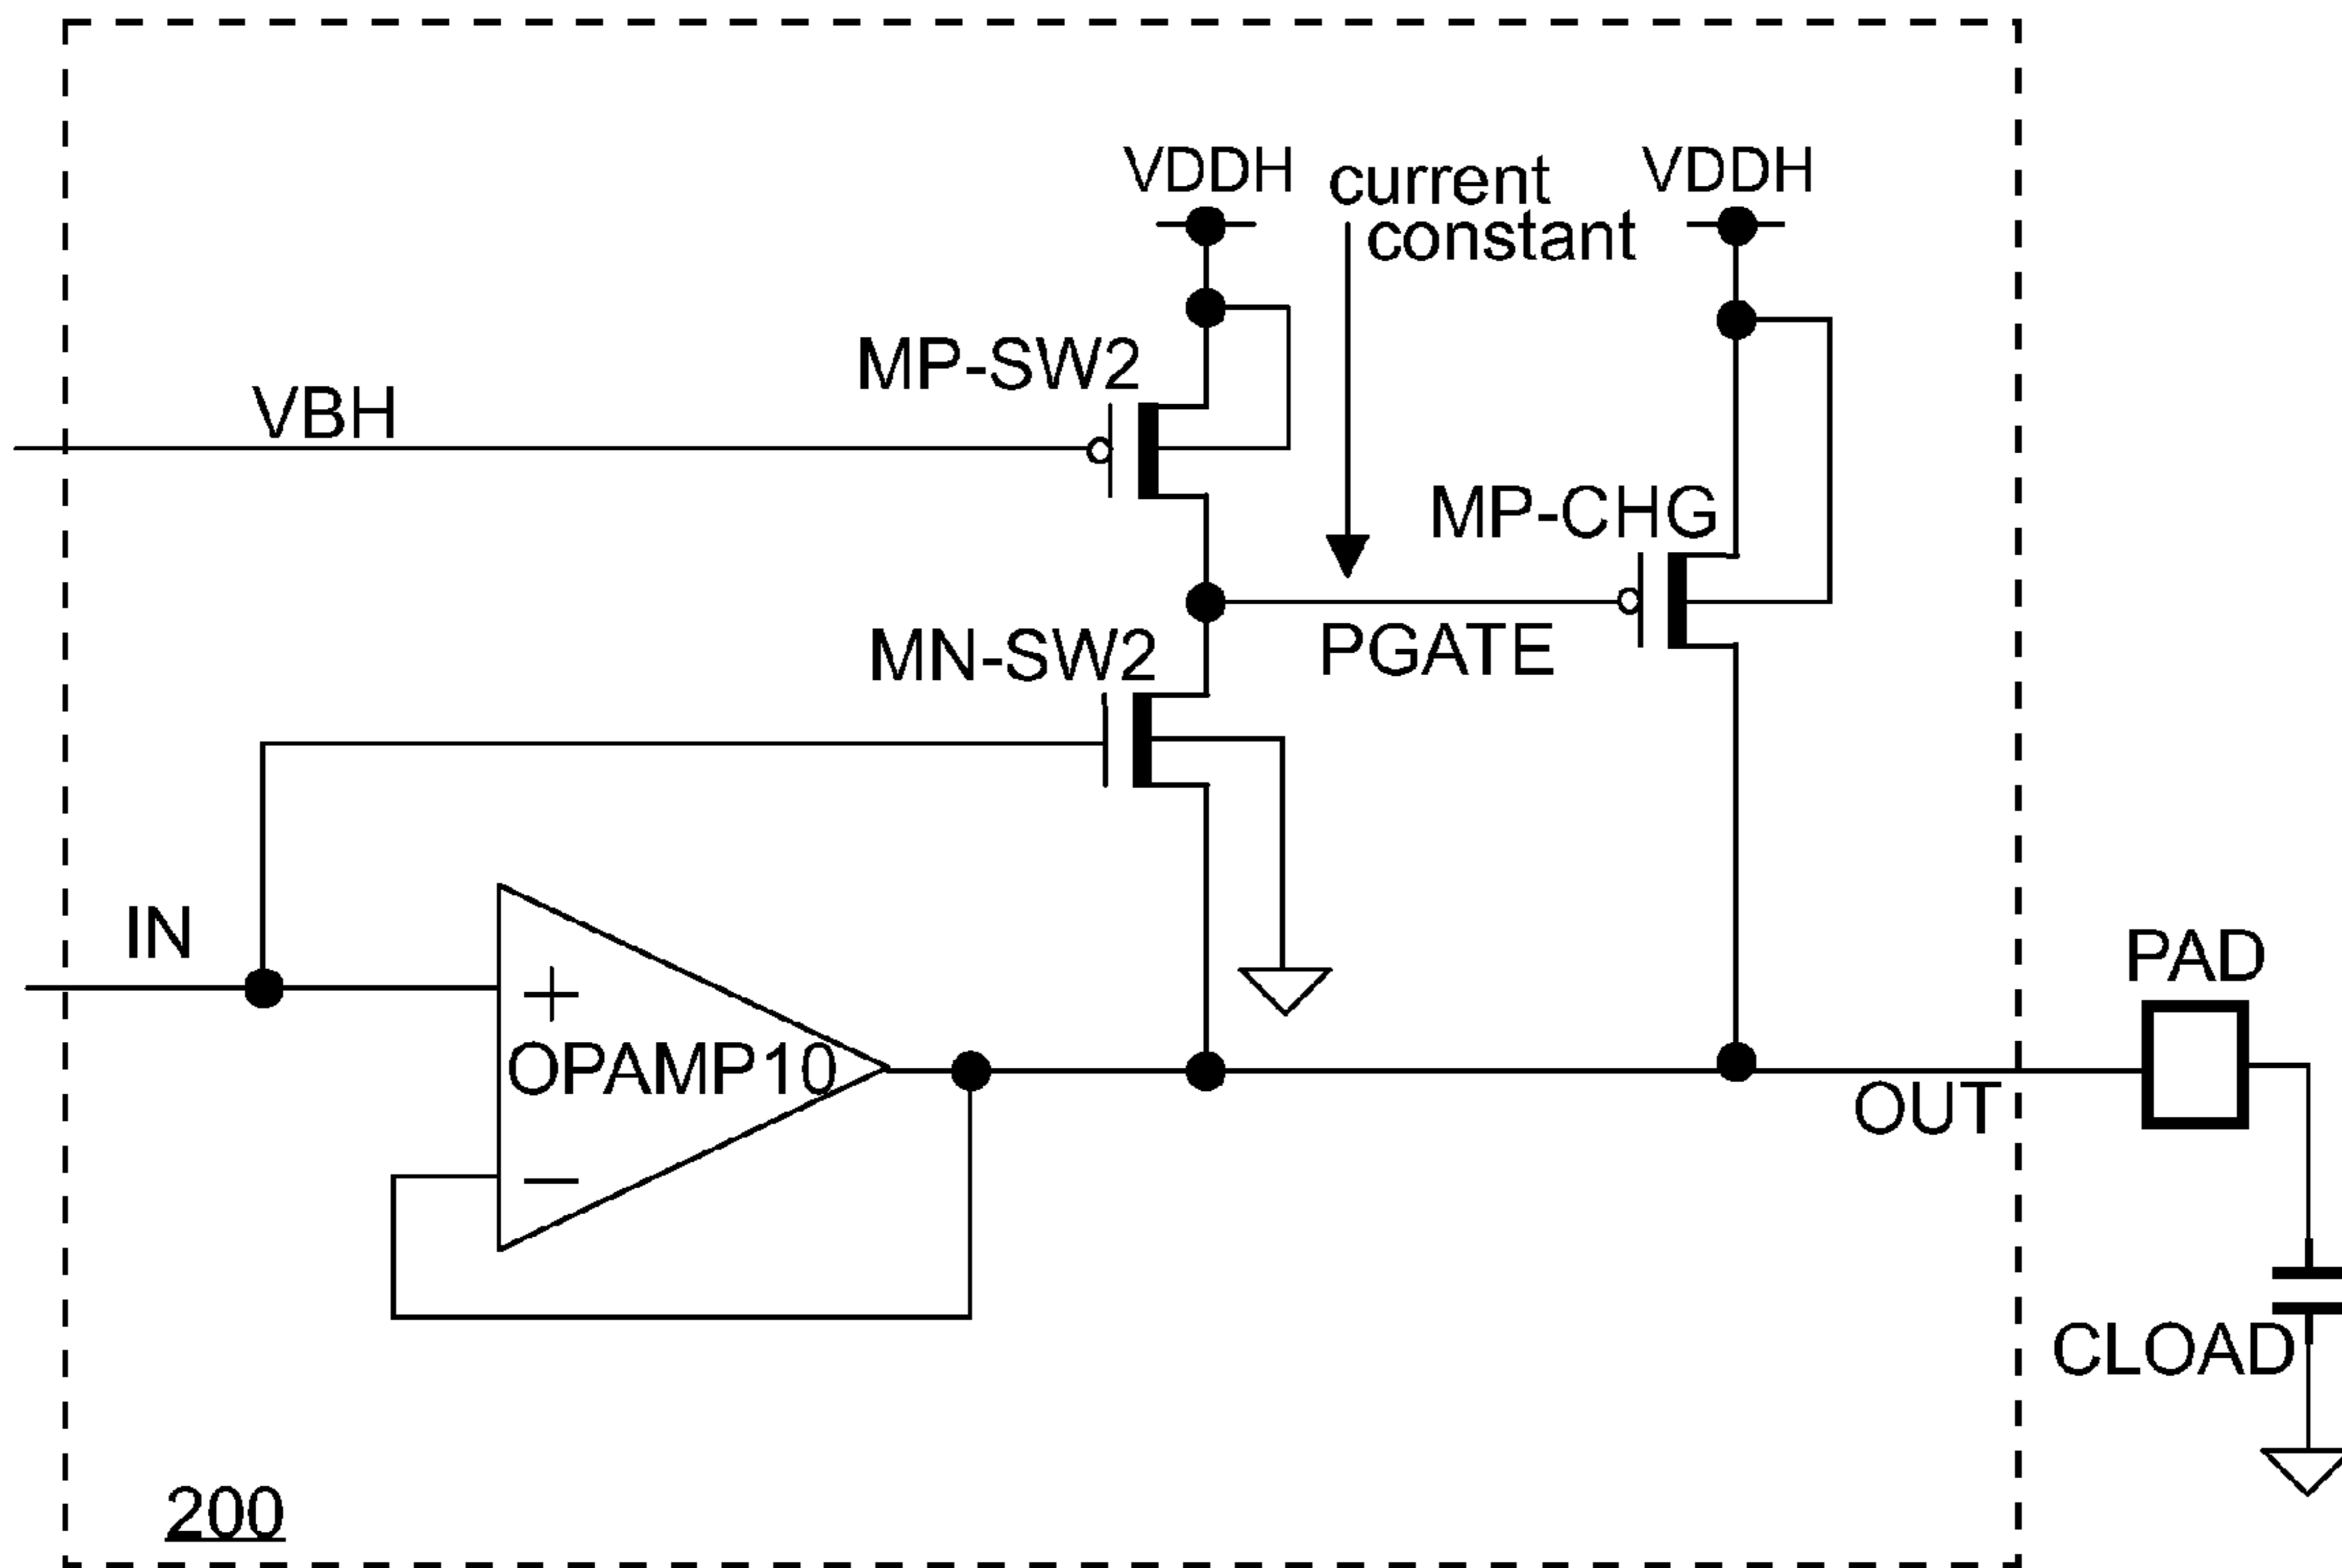 VDDH
current
constant
VDDH
MP-SW2
VBH
MP-CHG
PGATE
MN-SW2
IN
+
OPAMP10
−
OUT
PAD
CLOAD
200